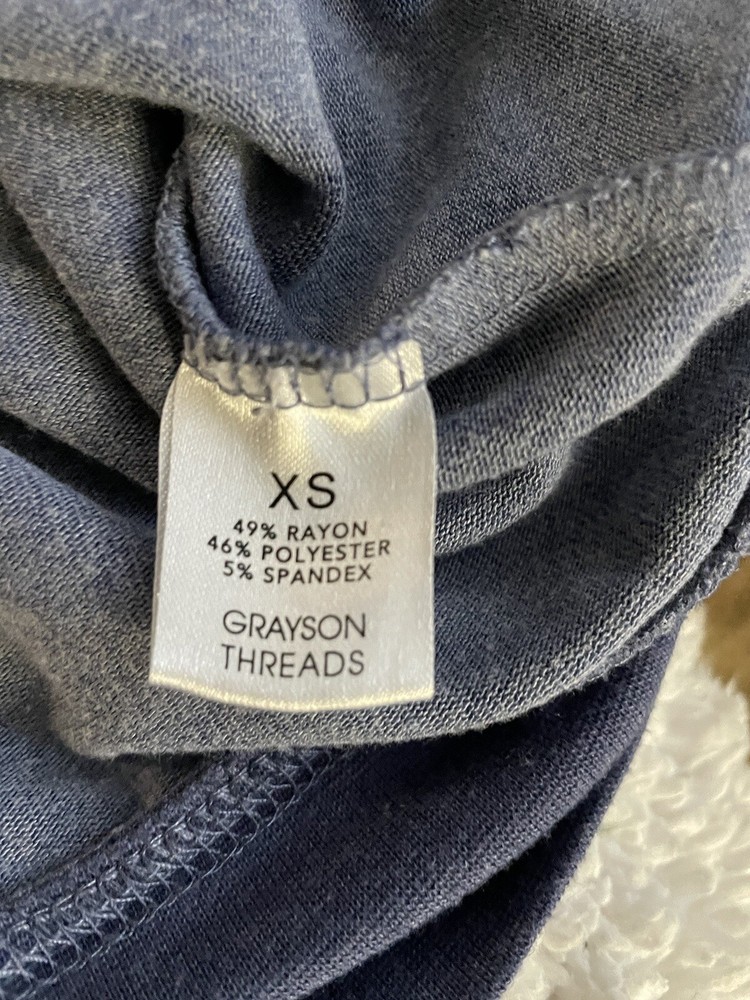 XS
49% RAYON
46% POLYESTER
5% SPANDEX
GRAYSON
THREADS